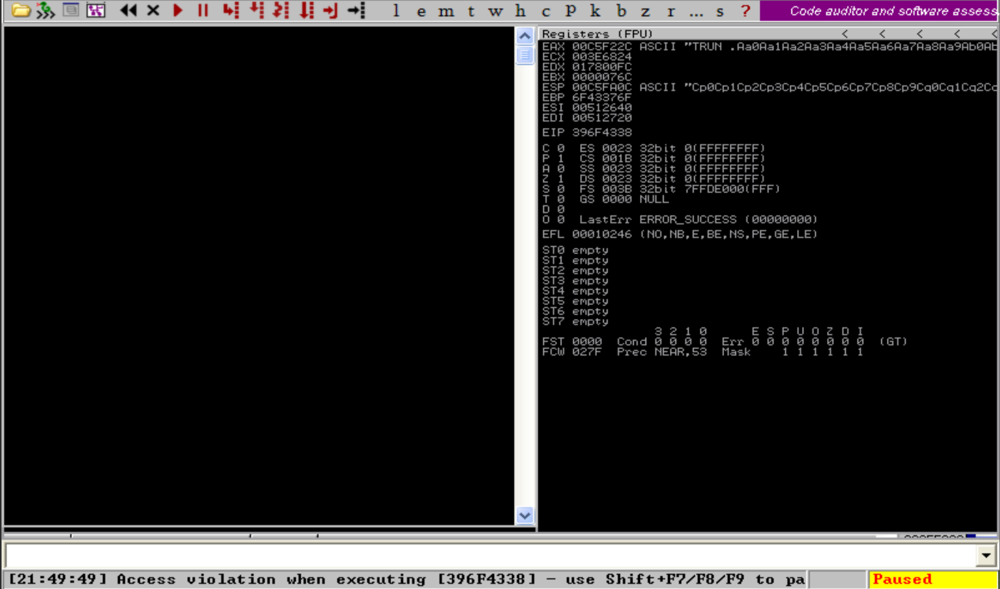 l e m t w h c P k b z r ... s ? Code auditor and software assess
Registers (FPU) < < < < <
EAX 00C5F22C ASCII "TRUN .Aa0Aa1Aa2Aa3Aa4Aa5Aa6Aa7Aa8Aa9Ab0Ab
ECX 003E6824
EDX 017800FC
EBX 0000076C
ESP 00C5FA0C ASCII "Cp0Cp1Cp2Cp3Cp4Cp5Cp6Cp7Cp8Cp9Cq0Cq1Cq2Cq
EBP 6F43376F
ESI 00512640
EDI 00512720
EIP 396F4338
C 0 ES 0023 32bit 0(FFFFFFFF)
P 1 CS 001B 32bit 0(FFFFFFFF)
A 0 SS 0023 32bit 0(FFFFFFFF)
Z 1 DS 0023 32bit 0(FFFFFFFF)
S 0 FS 003B 32bit 7FFDE000(FFF)
T 0 GS 0000 NULL
D 0
O 0 LastErr ERROR_SUCCESS (00000000)
EFL 00010246 (NO,NB,E,BE,NS,PE,GE,LE)
ST0 empty
ST1 empty
ST2 empty
ST3 empty
ST4 empty
ST5 empty
ST6 empty
ST7 empty
3 2 1 0 E S P U O Z D I
FST 0000 Cond 0 0 0 0 Err 0 0 0 0 0 0 0 0 (GT)
FCW 027F Prec NEAR,53 Mask 1 1 1 1 1 1
[21:49:49] Access violation when executing [396F4338] - use Shift+F7/F8/F9 to pa
Paused